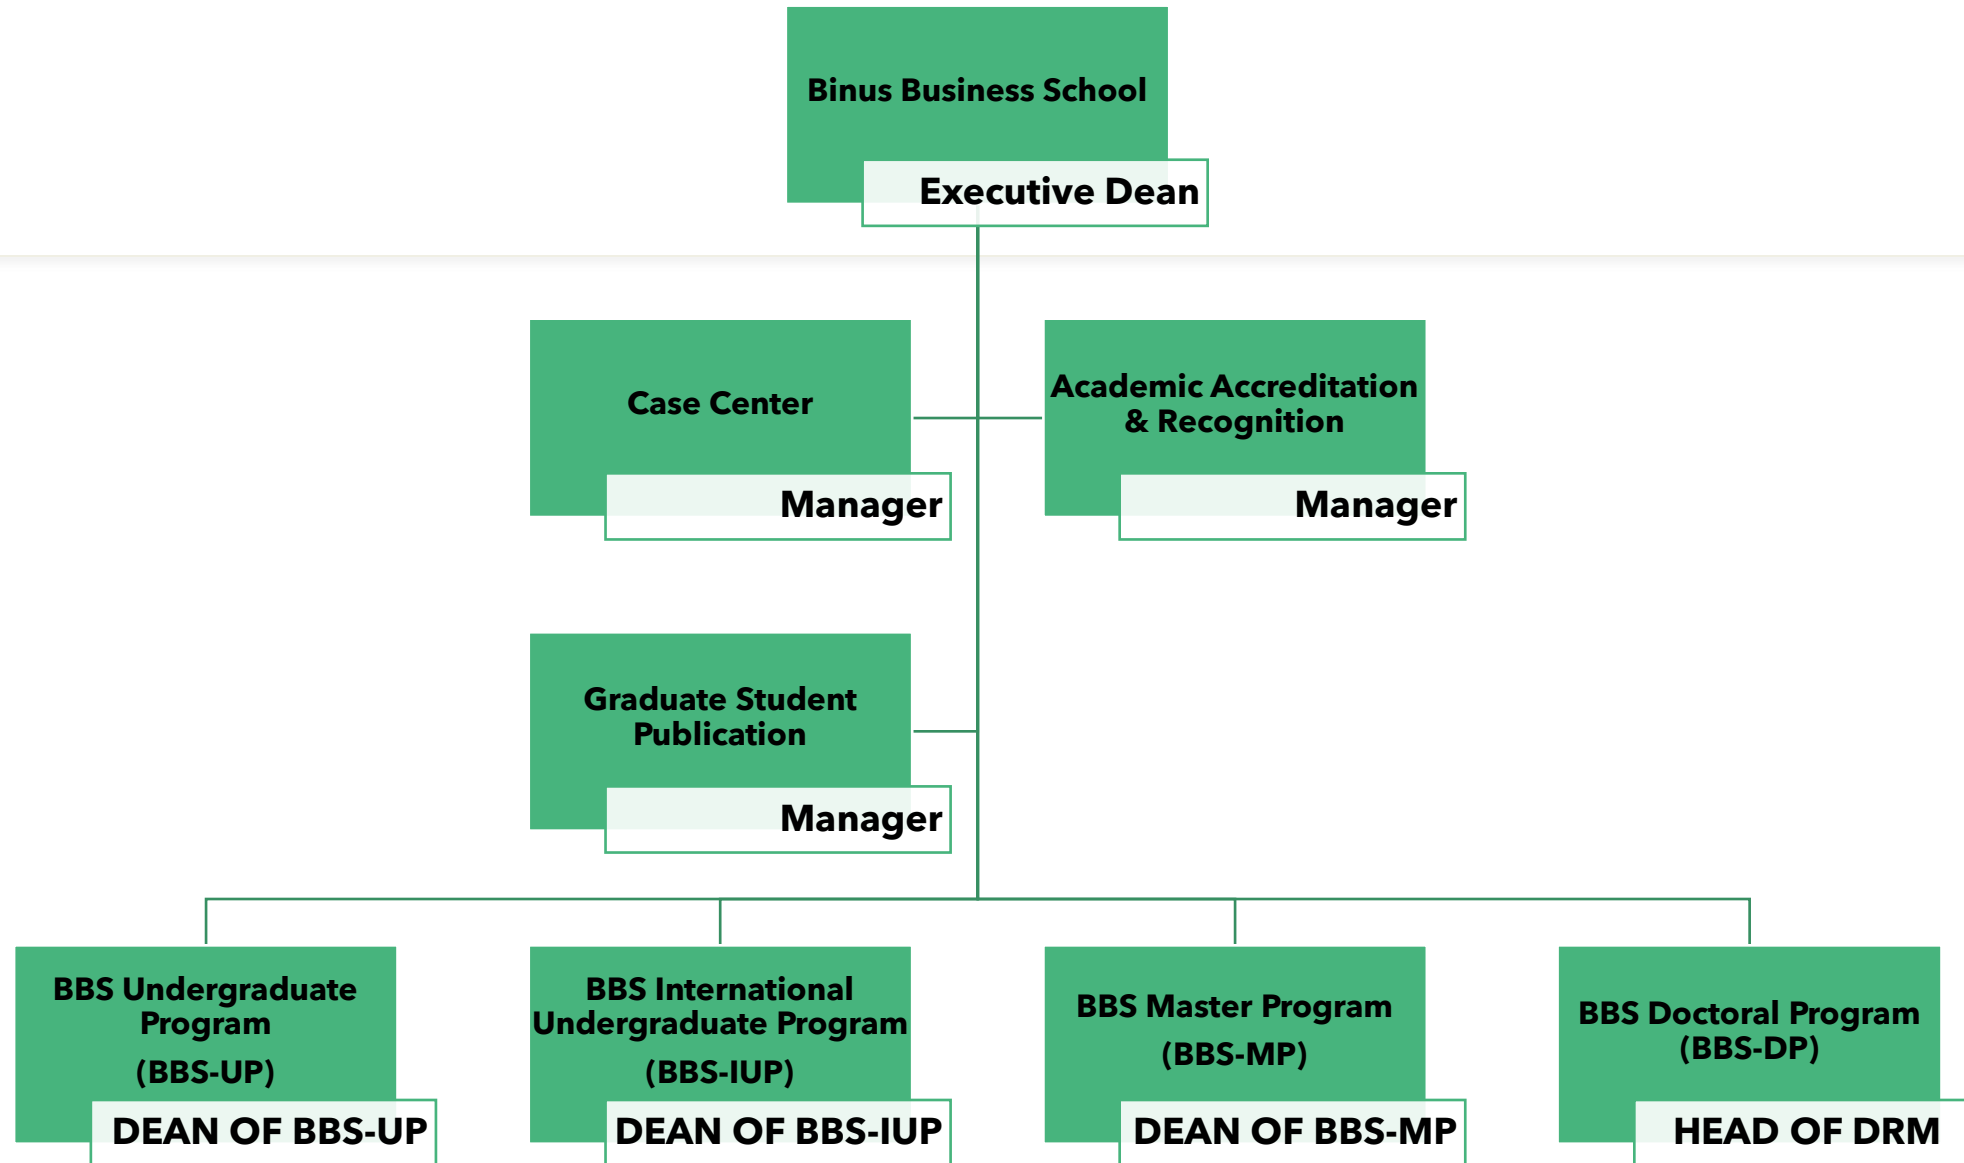 Binus Business School
Executive Dean
Case Center
Manager
Academic Accreditation
& Recognition
Manager
Graduate Student
Publication
Manager
BBS Undergraduate
Program
(BBS-UP)
DEAN OF BBS-UP
BBS International
Undergraduate Program
(BBS-IUP)
DEAN OF BBS-IUP
BBS Master Program
(BBS-MP)
DEAN OF BBS-MP
BBS Doctoral Program
(BBS-DP)
HEAD OF DRM